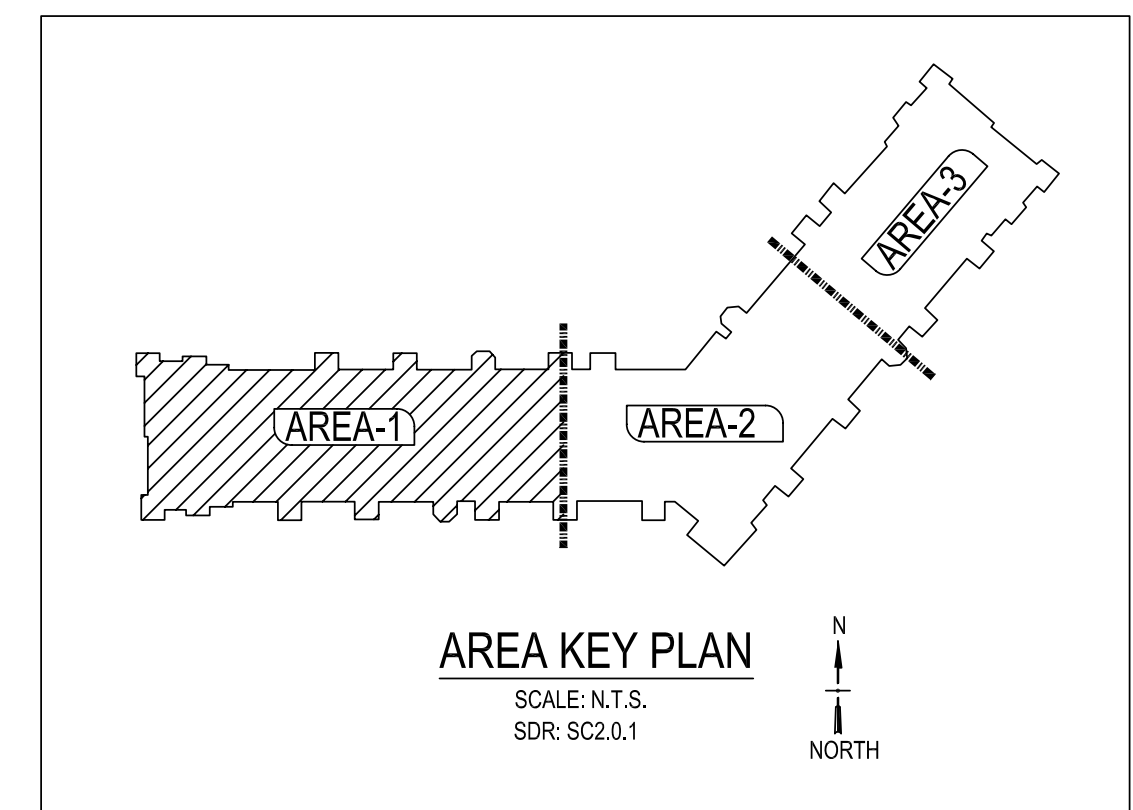 AREA-3
AREA-1
AREA-2
AREA KEY PLAN
SCALE: N.T.S.
SDR: SC2.0.1
N
NORTH